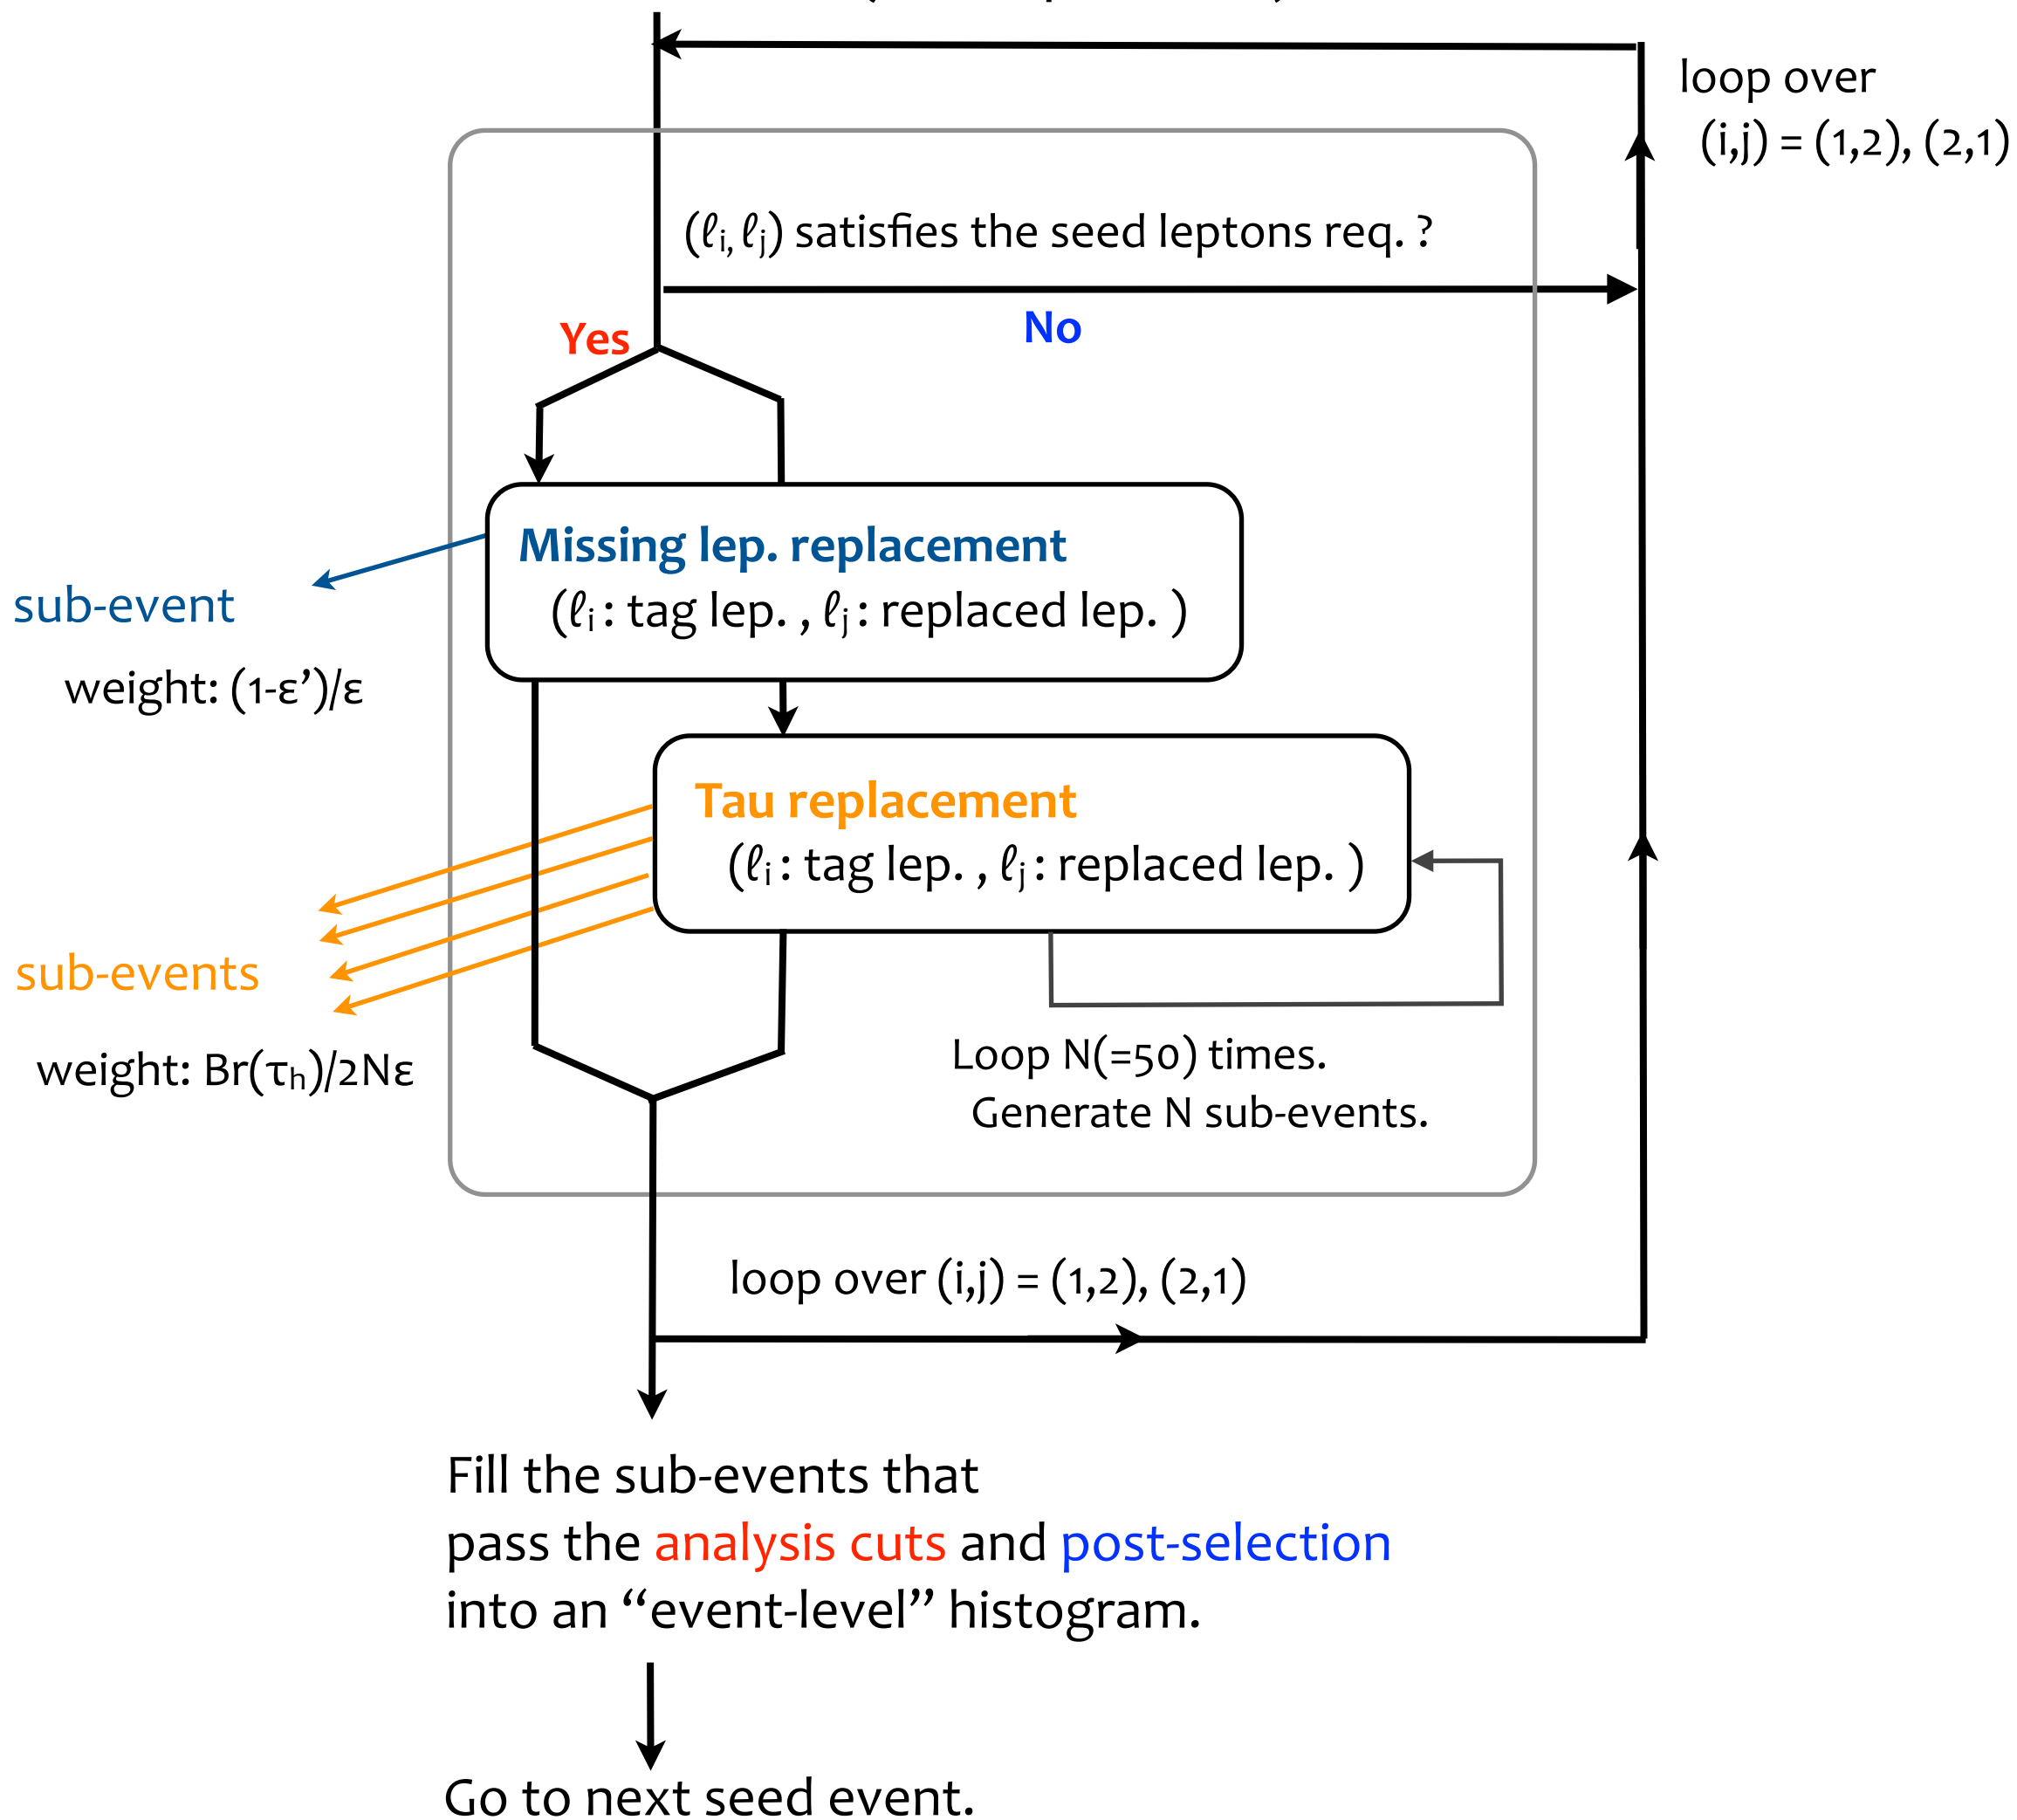 loop over
(i,j) = (1,2), (2,1)
(ℓi, ℓj) satisfies the seed leptons req. ?
Yes
No
Missing lep. replacement
(ℓi : tag lep. , ℓj : replaced lep. )
sub-event
weight: (1-ε’)/ε
Tau replacement
(ℓi : tag lep. , ℓj : replaced lep. )
sub-events
weight: Br(τh)/2Nε
Loop N(=50) times.
Generate N sub-events.
loop over (i,j) = (1,2), (2,1)
Fill the sub-events that
pass the analysis cuts and post-selection
into an “event-level” histogram.
Go to next seed event.